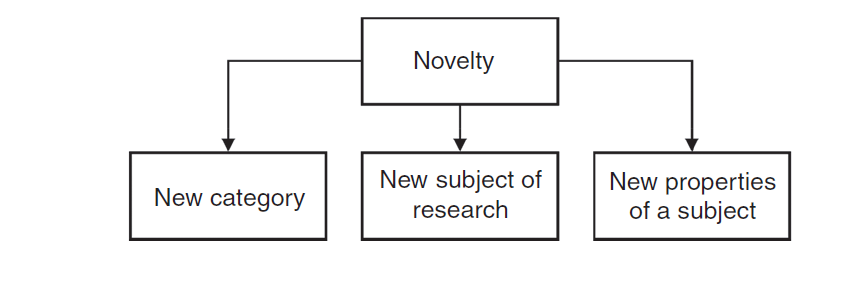 Novelty
New category
New subject of
research
New properties
of a subject